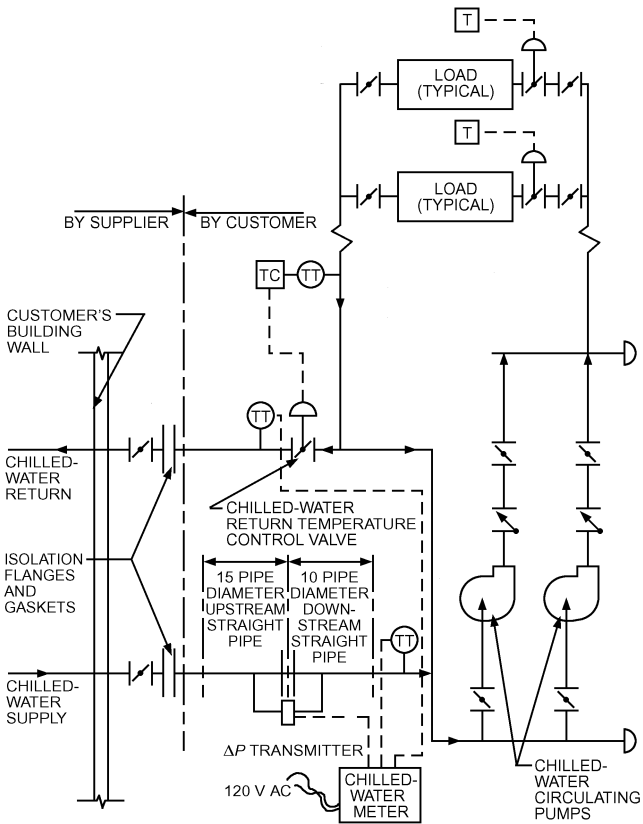 T
LOAD
(TYPICAL)
T
LOAD
(TYPICAL)
BY SUPPLIER
BY CUSTOMER
TC
TT
CUSTOMER'S
BUILDING
WALL
TT
CHILLED-
WATER
RETURN
CHILLED-WATER
RETURN TEMPERATURE
CONTROL VALVE
ISOLATION
FLANGES
AND
GASKETS
15 PIPE
DIAMETER
UPSTREAM
STRAIGHT
PIPE
10 PIPE
DIAMETER
DOWN-
STREAM
STRAIGHT
PIPE
TT
CHILLED-
WATER
SUPPLY
ΔP TRANSMITTER
120 V AC
CHILLED-
WATER
METER
CHILLED-
WATER
CIRCULATING
PUMPS